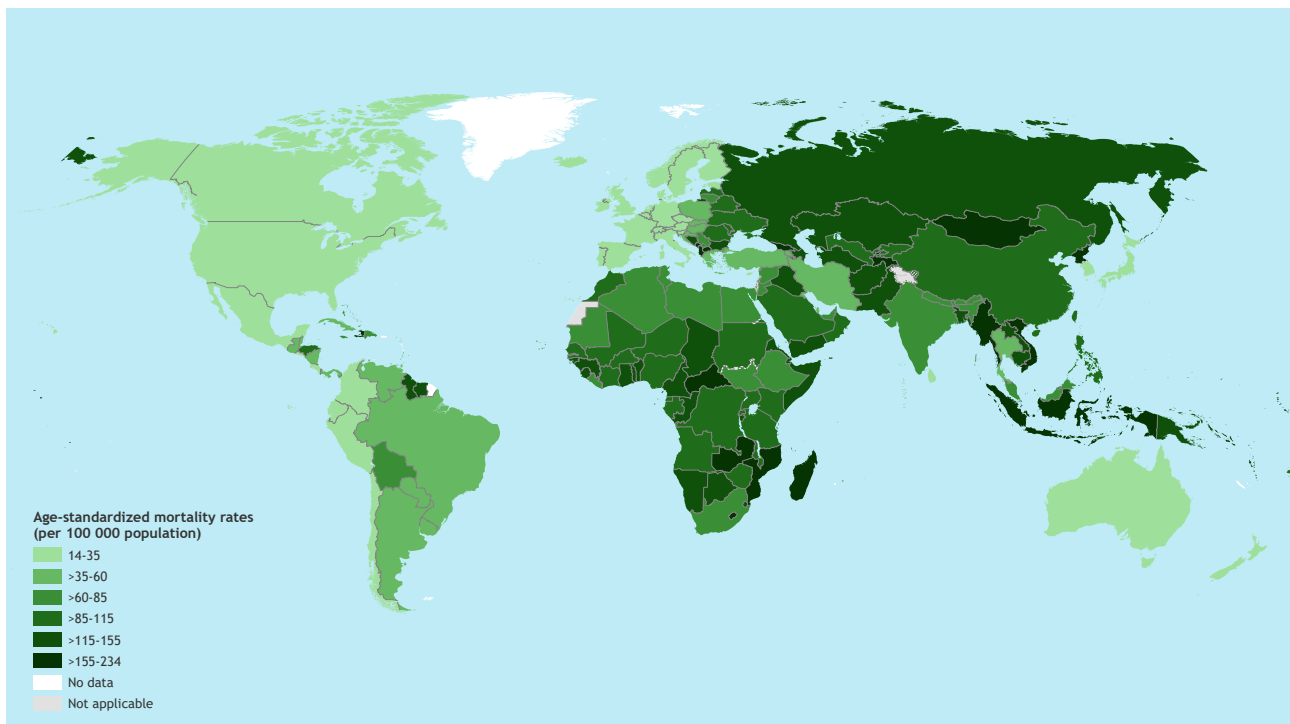 Age-standardized mortality rates
(per 100 000 population)
14-35
>35-60
>60-85
>85-115
>115-155
>155-234
No data
Not applicable